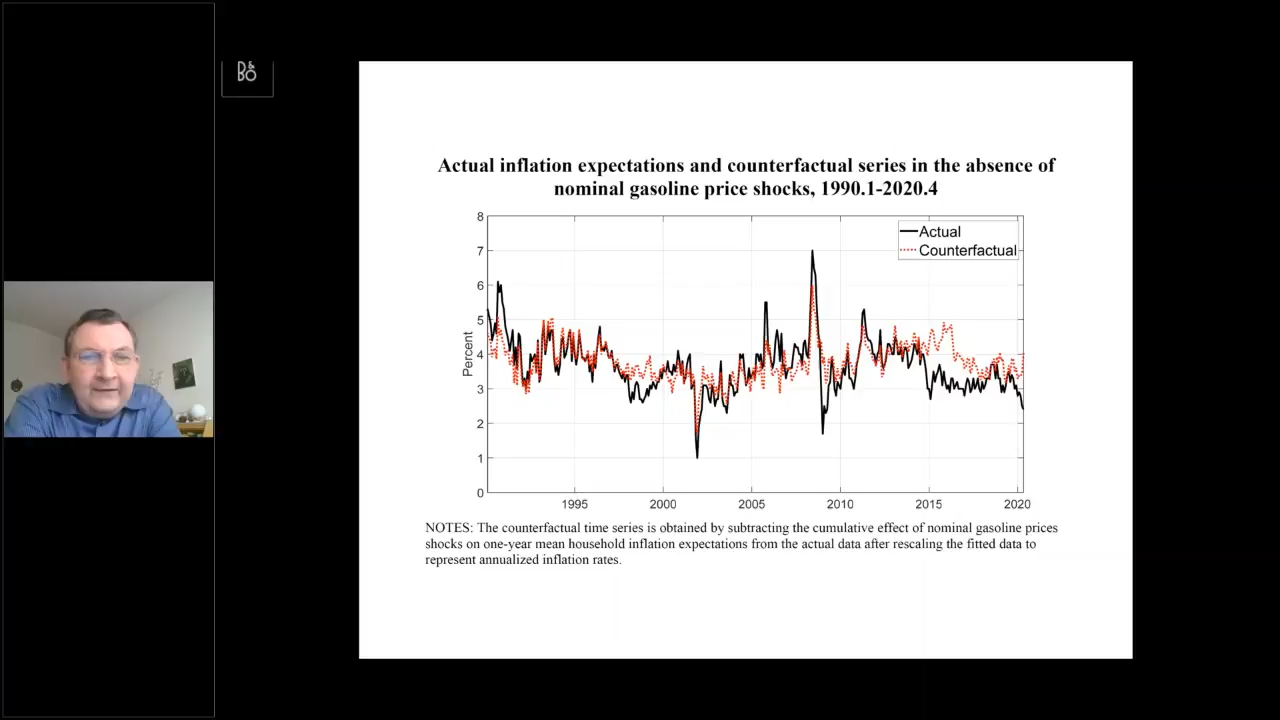 D&
BO
Actual inflation expectations and counterfactual series in the absence of
nominal gasoline price shocks, 1990.1-2020.4
8
7
6
5
4
3
2
1
0
Percent
Actual
Counterfactual
1995 2000 2005 2010 2015 2020
NOTES: The counterfactual time series is obtained by subtracting the cumulative effect of nominal gasoline prices
shocks on one-year mean household inflation expectations from the actual data after rescaling the fitted data to
represent annualized inflation rates.